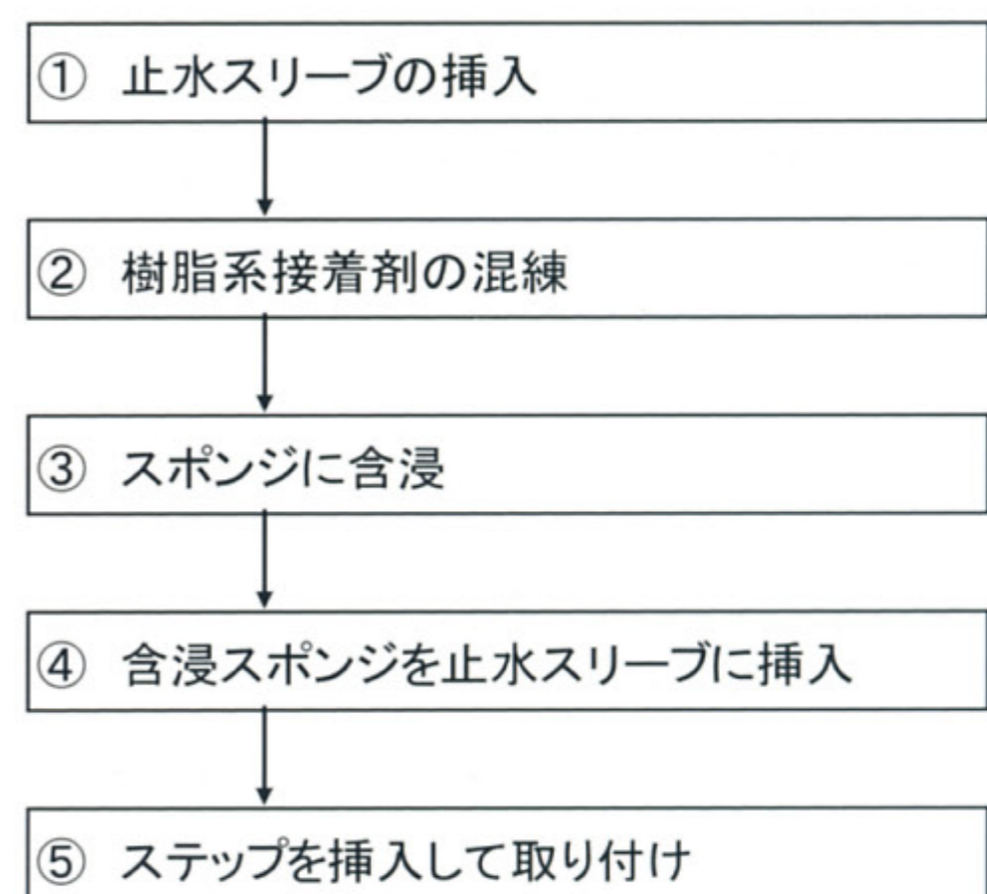 ① 止水スリーブの挿入
② 樹脂系接着剤の混練
③ スポンジに含浸
④ 含浸スポンジを止水スリーブに挿入
⑤ ステップを挿入して取り付け